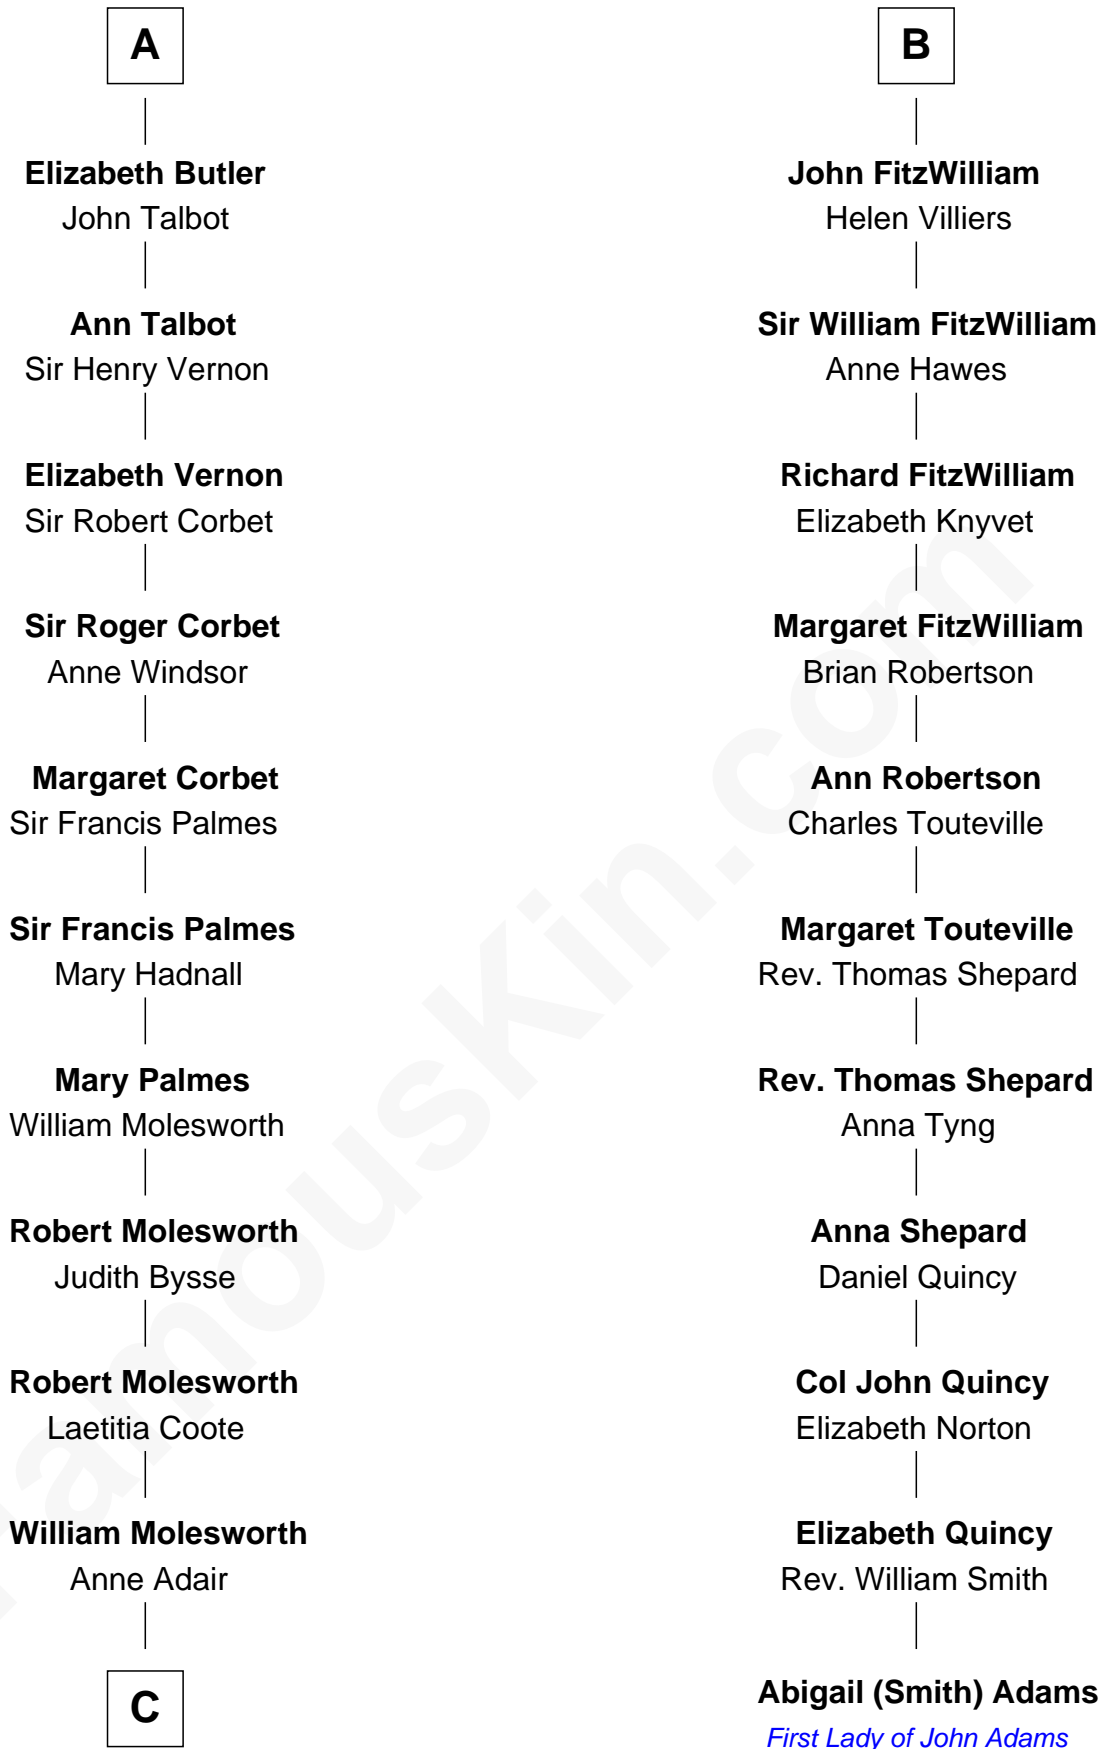 A
Elizabeth Butler
John Talbot
Ann Talbot
Sir Henry Vernon
Elizabeth Vernon
Sir Robert Corbet
Sir Roger Corbet
Anne Windsor
Margaret Corbet
Sir Francis Palmes
Sir Francis Palmes
Mary Hadnall
Mary Palmes
William Molesworth
Robert Molesworth
Judith Bysse
Robert Molesworth
Laetitia Coote
William Molesworth
Anne Adair
C
B
John FitzWilliam
Helen Villiers
Sir William FitzWilliam
Anne Hawes
Richard FitzWilliam
Elizabeth Knyvet
Margaret FitzWilliam
Brian Robertson
Ann Robertson
Charles Touteville
Margaret Touteville
Rev. Thomas Shepard
Rev. Thomas Shepard
Anna Tyng
Anna Shepard
Daniel Quincy
Col John Quincy
Elizabeth Norton
Elizabeth Quincy
Rev. William Smith
Abigail (Smith) Adams
First Lady of John Adams
FamousKin.com